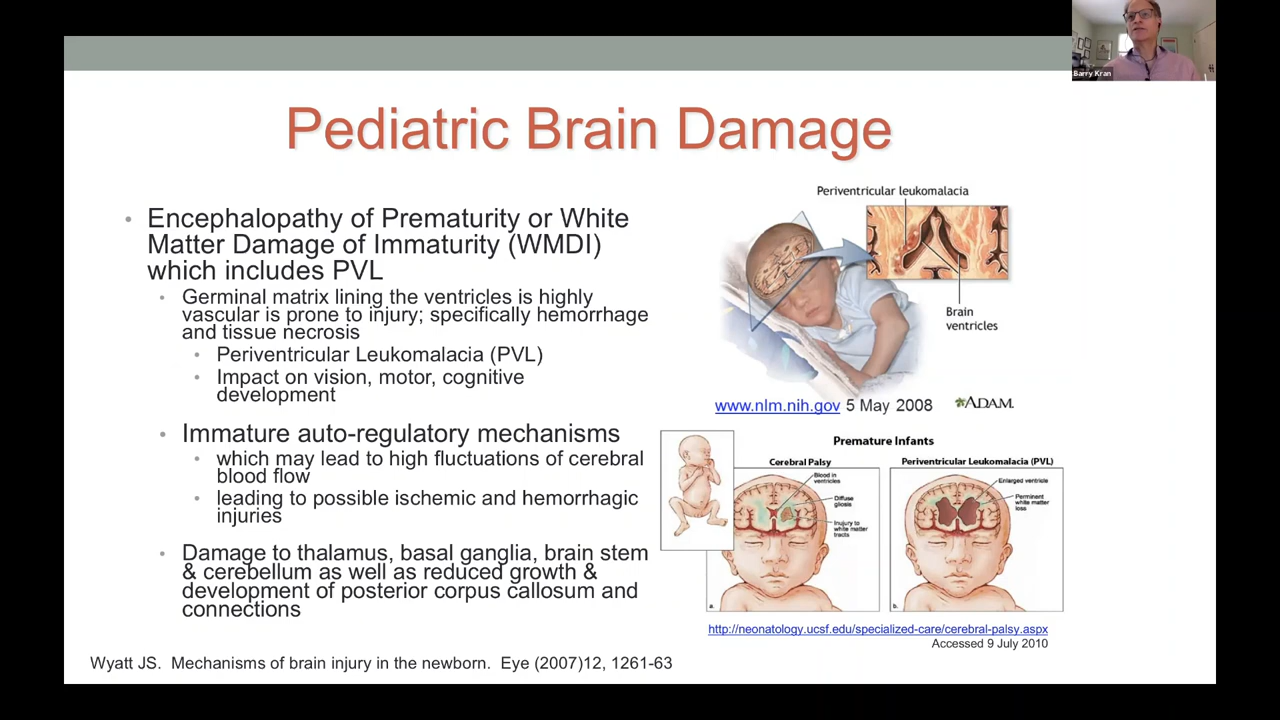 Barry Kran
Pediatric Brain Damage
• Encephalopathy of Prematurity or White
Matter Damage of Immaturity (WMDI)
which includes PVL
• Germinal matrix lining the ventricles is highly
vascular is prone to injury; specifically hemorrhage
and tissue necrosis
• Periventricular Leukomalacia (PVL)
• Impact on vision, motor, cognitive
development
• Immature auto-regulatory mechanisms
• which may lead to high fluctuations of cerebral
blood flow
• leading to possible ischemic and hemorrhagic
injuries
• Damage to thalamus, basal ganglia, brain stem
& cerebellum as well as reduced growth &
development of posterior corpus callosum and
connections
Periventricular leukomalacia
Brain
ventricles
www.nlm.nih.gov 5 May 2008
ADAM.
Premature Infants
Cerebral Palsy
Blood in
ventricles
Diffuse
gliosis
Injury to
white matter
tracts
a.
Periventricular Leukomalacia (PVL)
Enlarged ventricle
Perminent
white matter
loss
b.
http://neonatology.ucsf.edu/specialized-care/cerebral-palsy.aspx
Accessed 9 July 2010
Wyatt JS. Mechanisms of brain injury in the newborn. Eye (2007)12, 1261-63